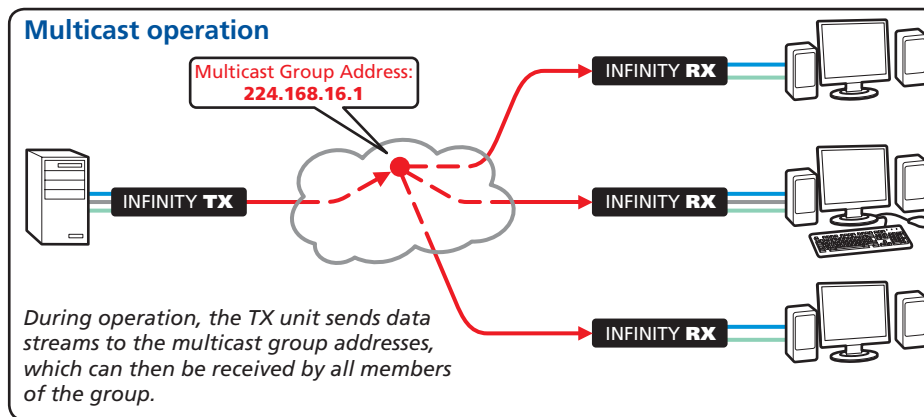 Multicast operation
Multicast Group Address:
224.168.16.1
INFINITY RX
INFINITY TX
INFINITY RX
INFINITY RX
During operation, the TX unit sends data
streams to the multicast group addresses,
which can then be received by all members
of the group.